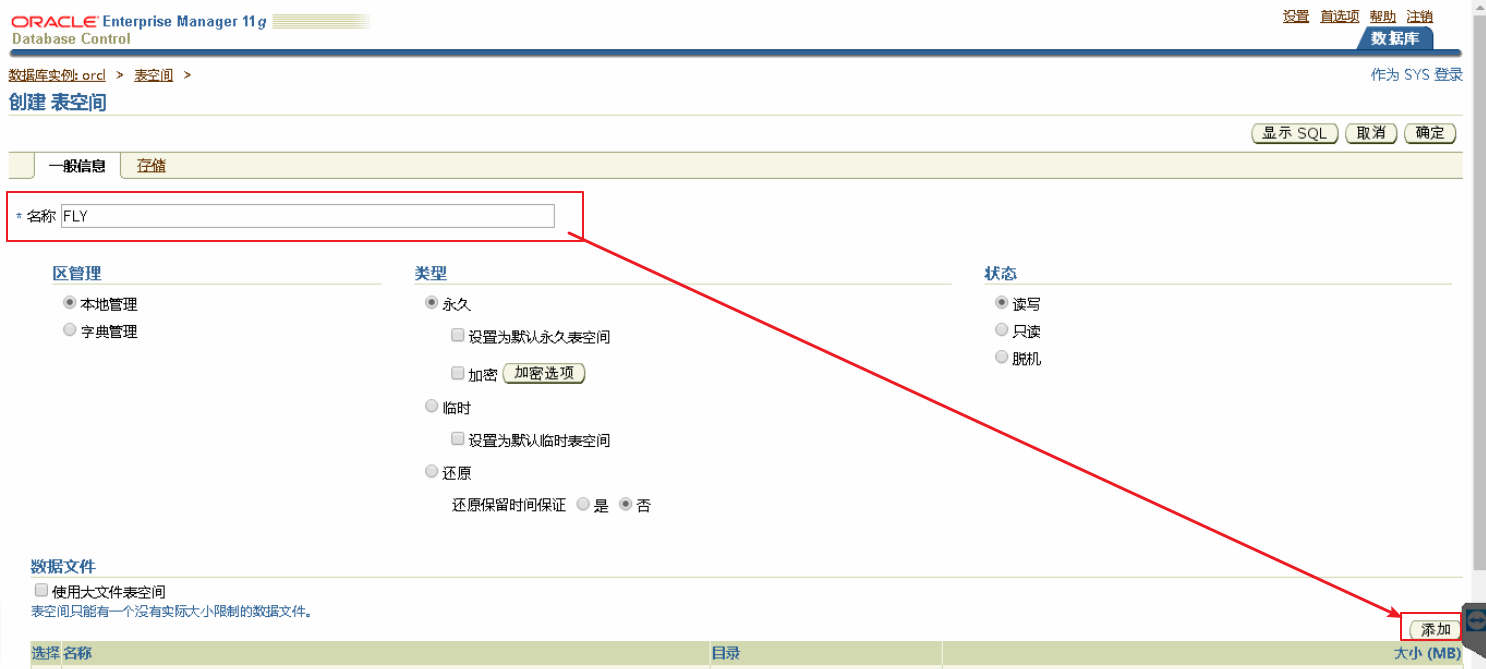 ORACLE Enterprise Manager 11g
Database Control
设置 首选项 帮助 注销
数据库
数据库实例: orcl > 表空间 >
作为 SYS 登录
创建 表空间
显示 SQL 取消 确定
一般信息 存储
* 名称 FLY
区管理 类型 状态
本地管理 永久 读写
字典管理 设置为默认永久表空间 只读
脱机
加密 加密选项
临时
设置为默认临时表空间
还原
还原保留时间保证 是 否
数据文件
使用大文件表空间
表空间只能有一个没有实际大小限制的数据文件。
添加
选择 名称 目录 大小 (MB)